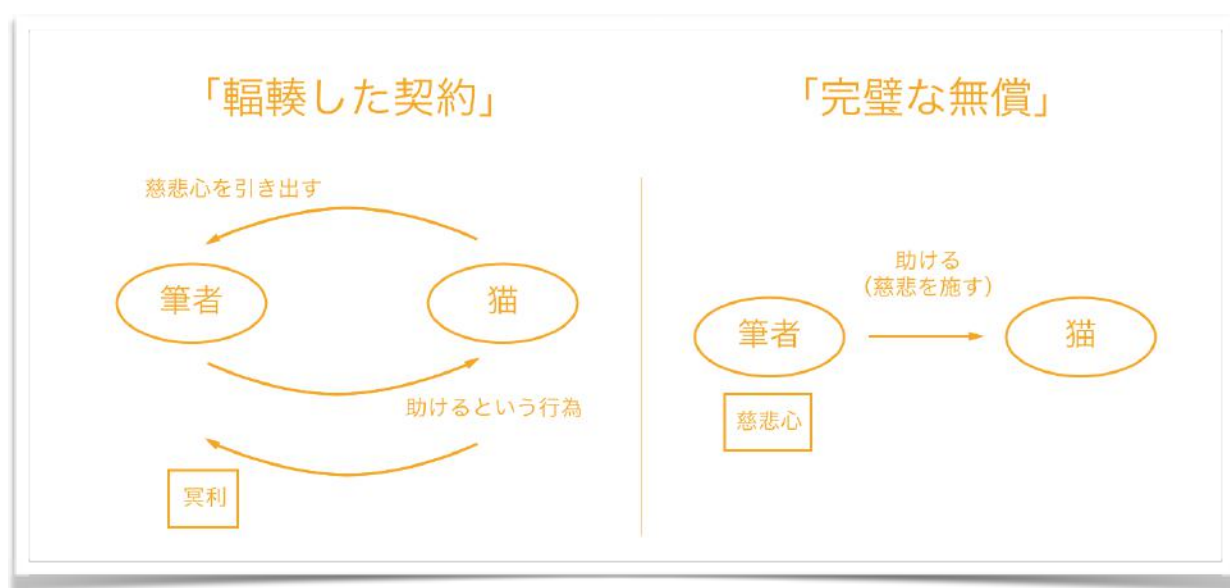 「輻輳した契約」
慈悲心を引き出す
筆者
猫
助けるという行為
冥利
「完璧な無償」
助ける
(慈悲を施す)
筆者
猫
慈悲心